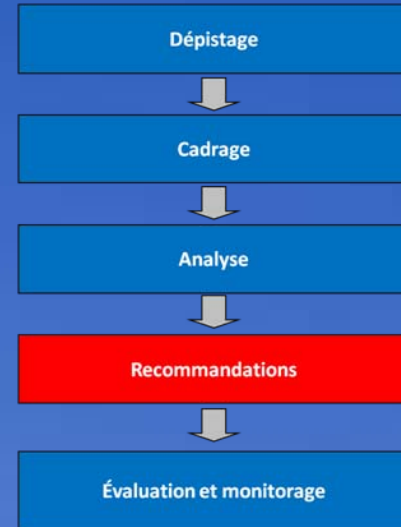 Dépistage
Cadrage
Analyse
Recommandations
Évaluation et monitorage